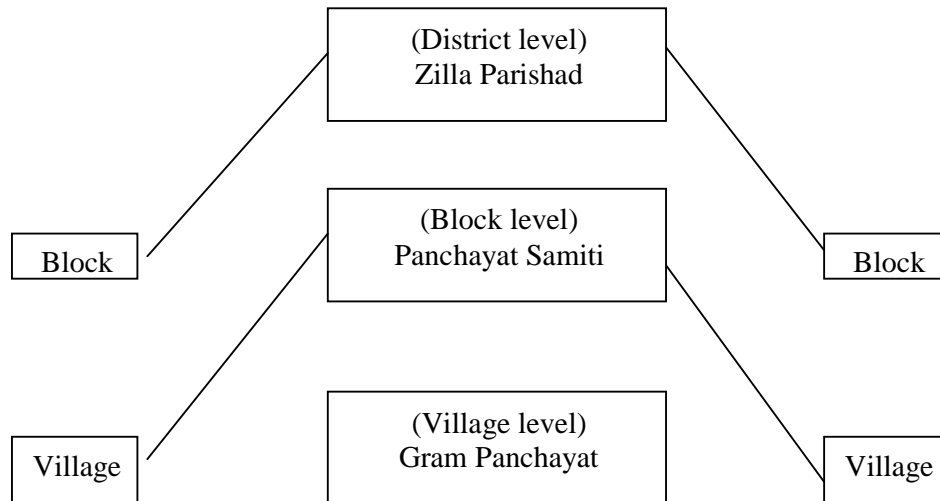 (District level)
Zilla Parishad
(Block level)
Panchayat Samiti
Block
Block
(Village level)
Gram Panchayat
Village
Village